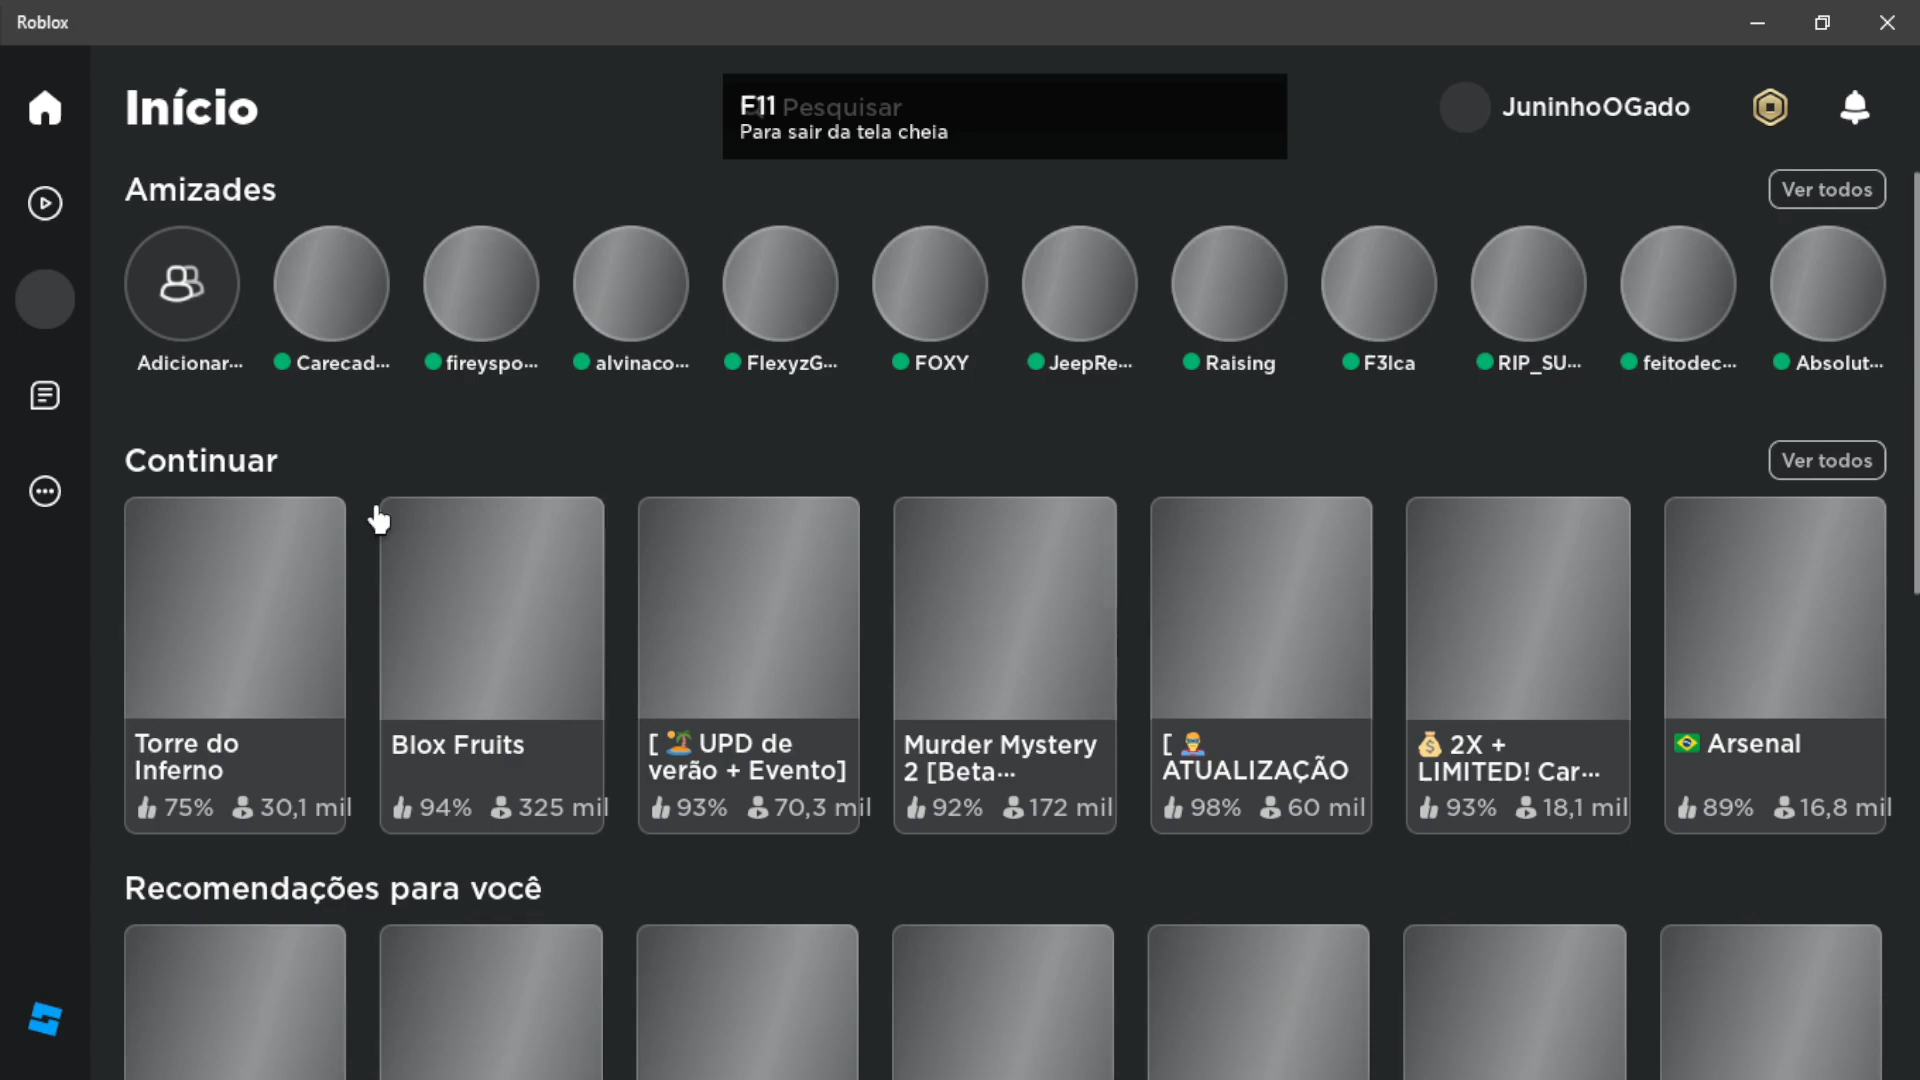 Roblox
Início
F11 Pesquisar
Para sair da tela cheia
JuninhoOGado
Amizades
Ver todos
Adicionar...
Carecad...
fireyspo...
alvinaco...
FlexyzG...
FOXY
JeepRe...
Raising
F3lca
RIP_SU...
feitodec...
Absolut...
Continuar
Ver todos
Torre do
Inferno
75% 30,1 mil
Blox Fruits
94% 325 mil
[🏝️ UPD de
verão + Evento]
93% 70,3 mil
Murder Mystery
2 [Beta...
92% 172 mil
[🦸‍♂️
ATUALIZAÇÃO
98% 60 mil
💰 2X +
LIMITED! Car...
93% 18,1 mil
🇧🇷 Arsenal
89% 16,8 mil
Recomendações para você